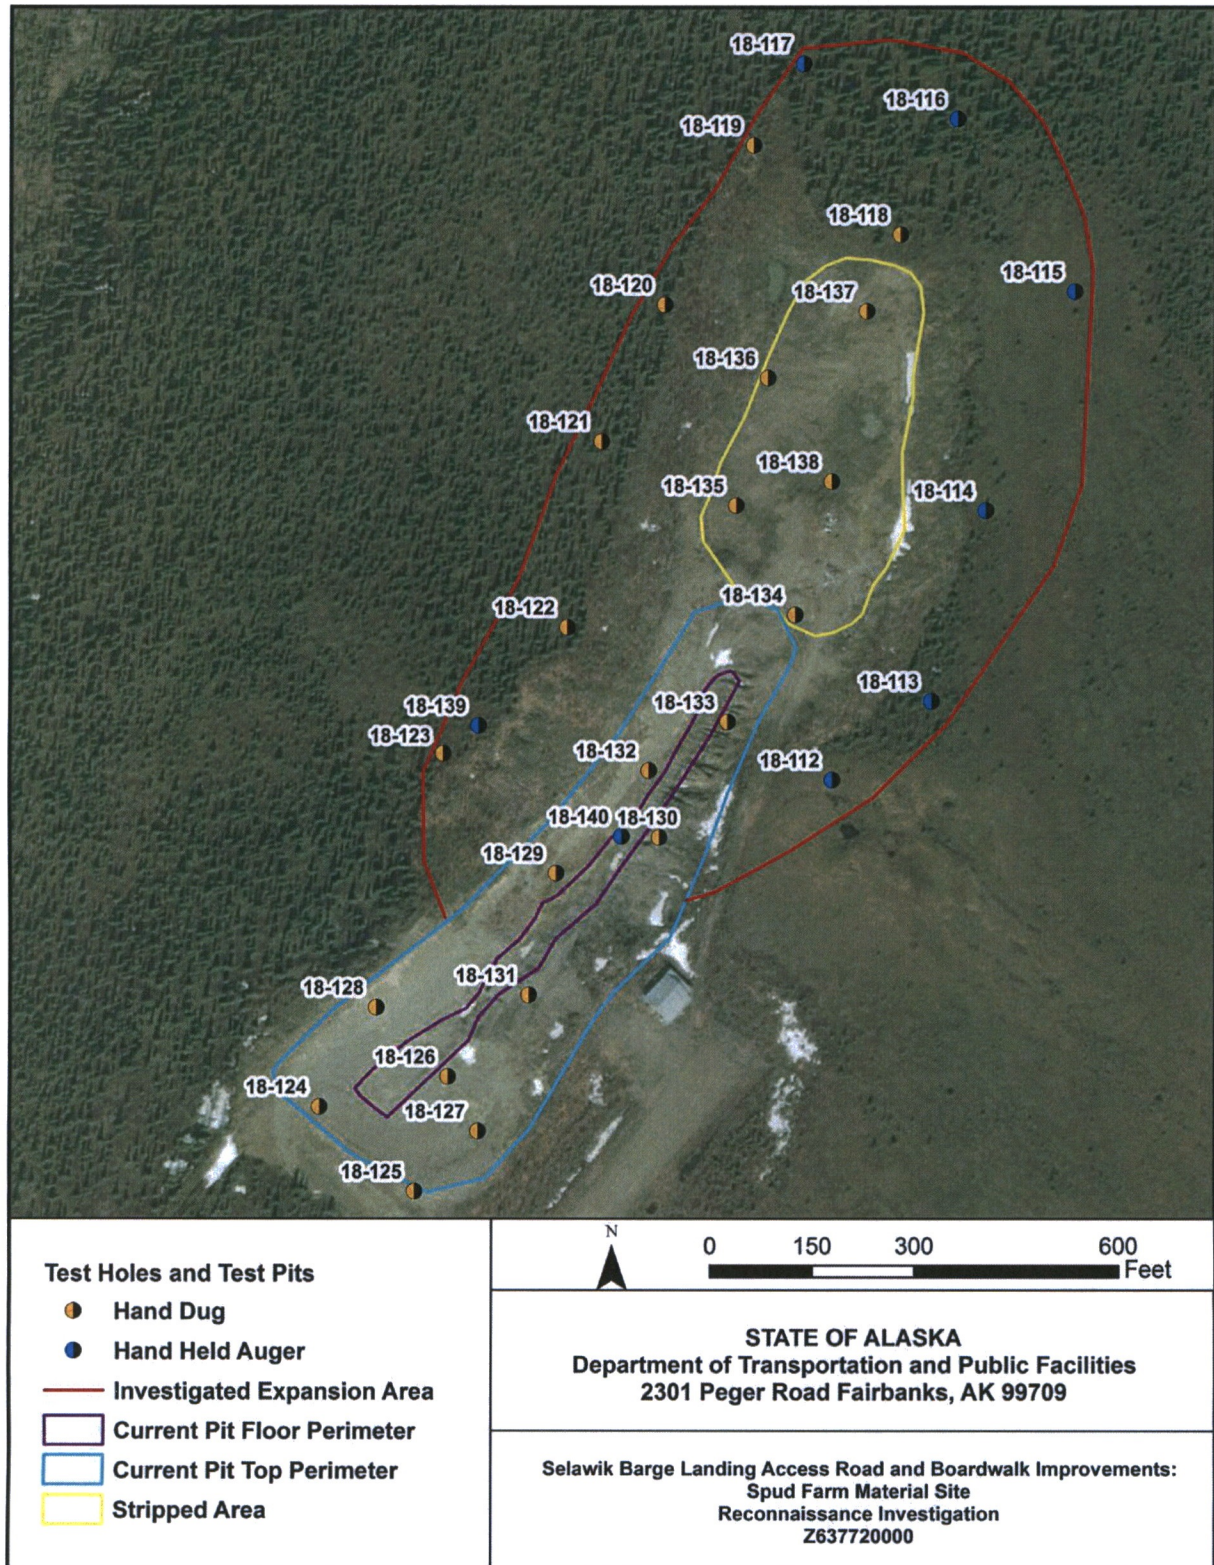 18-117
18-116
18-119
18-118
18-115
18-120
18-137
18-136
18-121
18-138
18-135
18-114
18-134
18-122
18-113
18-139
18-133
18-123
18-132
18-112
18-140 18-130
18-129
18-131
18-128
18-126
18-124
18-127
18-125
Test Holes and Test Pits
Hand Dug
Hand Held Auger
Investigated Expansion Area
Current Pit Floor Perimeter
Current Pit Top Perimeter
Stripped Area
N
0 150 300 600
Feet
STATE OF ALASKA
Department of Transportation and Public Facilities
2301 Peger Road Fairbanks, AK 99709
Selawik Barge Landing Access Road and Boardwalk Improvements:
Spud Farm Material Site
Reconnaissance Investigation
Z637720000